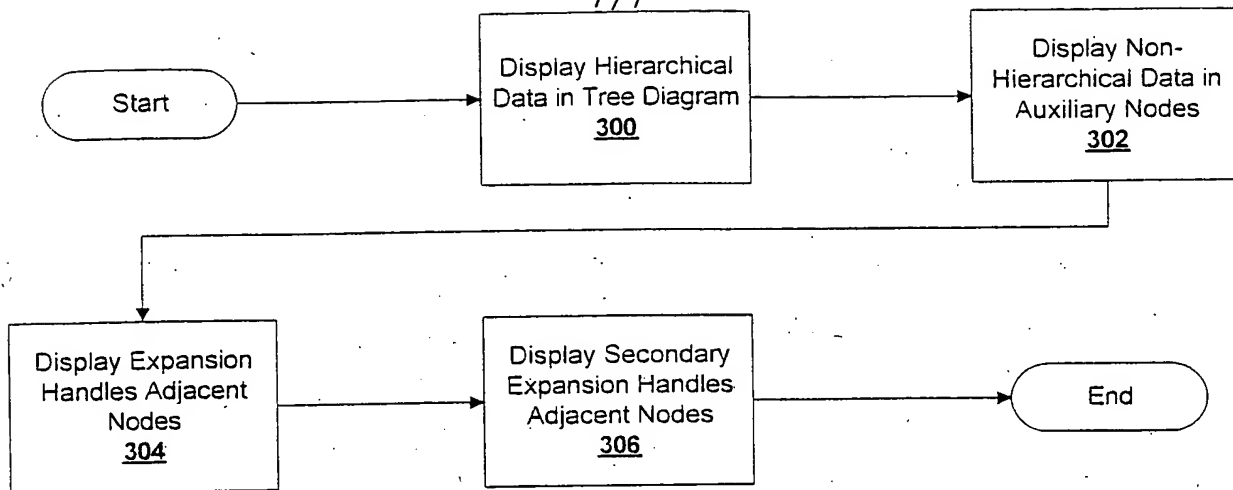 Start
Display Hierarchical
Data in Tree Diagram
300
Display Non-
Hierarchical Data in
Auxiliary Nodes
302
Display Expansion
Handles Adjacent
Nodes
304
Display Secondary
Expansion Handles
Adjacent Nodes
306
End